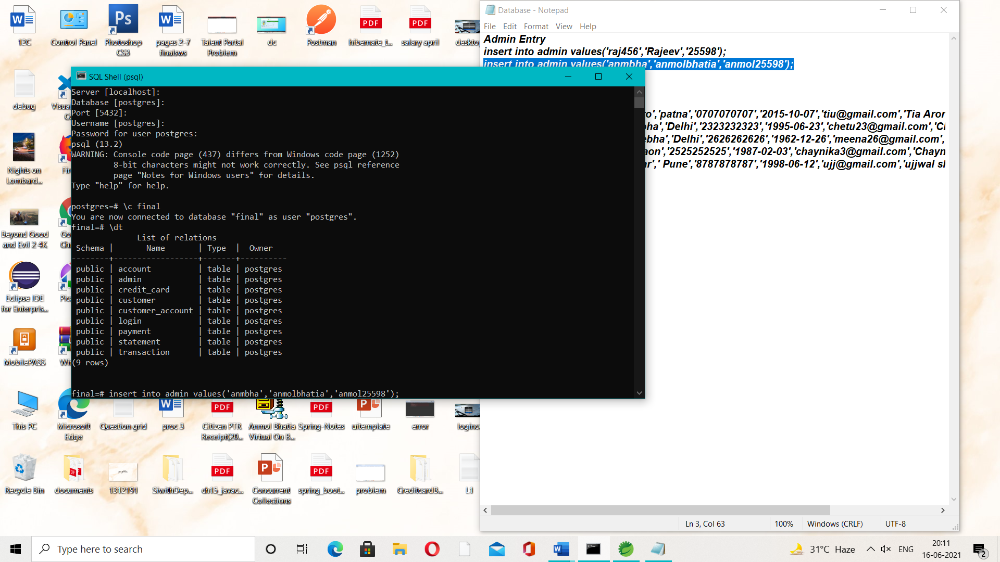 12C
Control Panel
Photoshop CS3
pages 2-7 finalsws
Talent Portal Problem
dc
Postman
hibernate_t...
salary april
debug
Nights on Lombard...
Beyond Good and Evil 2 4K
Eclipse IDE for Enterpris...
MobilePASS
This PC
Microsoft Edge
Question grid
proc 3
Citizen PTR Receipt(20...
Anmol Bhatia Virtual On B...
Spring-Notes
uitemplate
error
Recycle Bin
documents
1312191
SiwithDep...
ch15_javac...
Concurrent Collections
spring_boot...
problem
CreditcardB...
L1
Database - Notepad
File Edit Format View Help
Admin Entry
insert into admin values('raj456','Rajeev','25598');
insert into admin values('anmbha','anmolbhatia','anmol25598');
'patna','0707070707','2015-10-07','tiu@gmail.com','Tia Aror
'Delhi','2323232323','1995-06-23','chetu23@gmail.com',
'Delhi','2626262626','1962-12-26','meena26@gmail.com',
'2525252525','1987-02-03','chaynika3@gmail.com','Chayn
' Pune','8787878787','1998-06-12','ujj@gmail.com','ujjwal
Ln 3, Col 63 100% Windows (CRLF) UTF-8
SQL Shell (psql)
Server [localhost]:
Database [postgres]:
Port [5432]:
Username [postgres]:
Password for user postgres:
psql (13.2)
WARNING: Console code page (437) differs from Windows code page (1252)
8-bit characters might not work correctly. See psql reference
page "Notes for Windows users" for details.
Type "help" for help.
postgres=# \c final
You are now connected to database "final" as user "postgres".
final=# \dt
List of relations
Schema | Name | Type | Owner
--------+------------------+-------+----------
public | account | table | postgres
public | admin | table | postgres
public | credit_card | table | postgres
public | customer | table | postgres
public | customer_account | table | postgres
public | login | table | postgres
public | payment | table | postgres
public | statement | table | postgres
public | transaction | table | postgres
(9 rows)
final=# insert into admin values('anmbha','anmolbhatia','anmol25598');
Type here to search
31°C Haze
ENG
20:11
16-06-2021
2